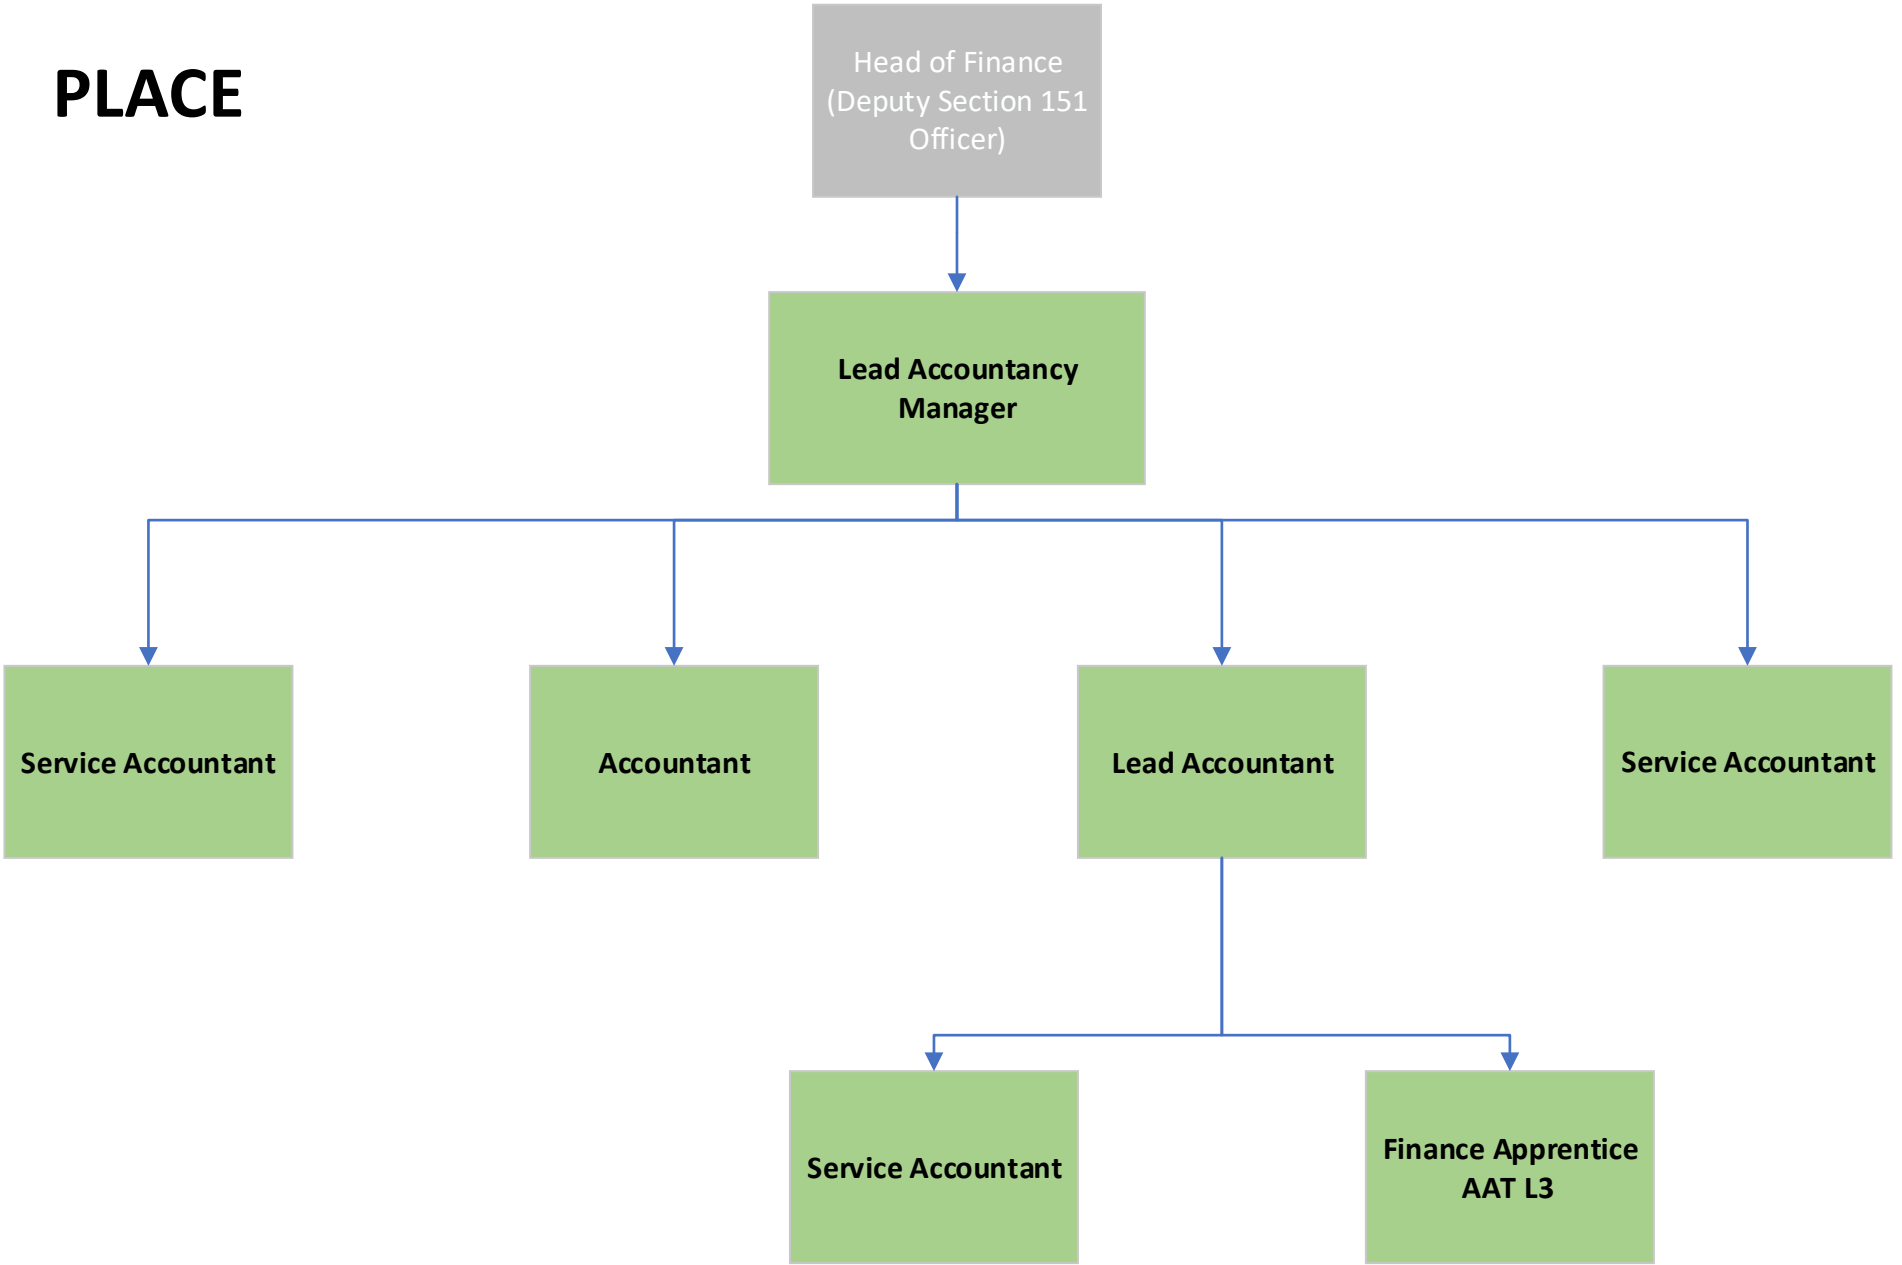 PLACE
Head of Finance
(Deputy Section 151
Officer)
Lead Accountancy
Manager
Service Accountant
Accountant
Lead Accountant
Service Accountant
Service Accountant
Finance Apprentice
AAT L3